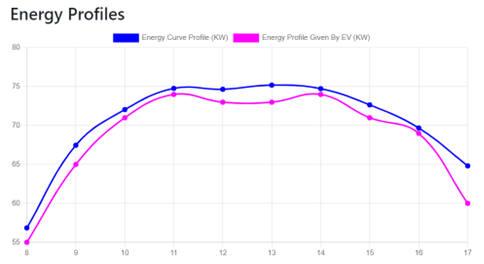 Energy Profiles
Energy Curve Profile (KW) Energy Profile Given By EV (KW)
80
75
70
65
60
55
8 9 10 11 12 13 14 15 16 17